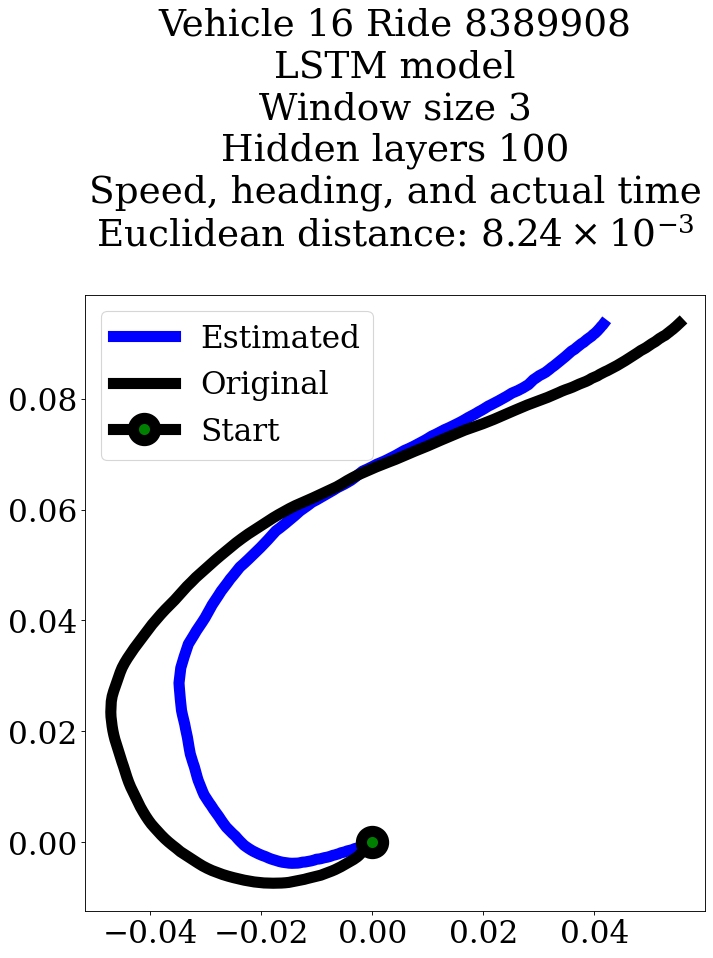 Vehicle 16 Ride 8389908
LSTM model
Window size 3
Hidden layers 100
Speed, heading, and actual time
Euclidean distance: 8.24 × 10⁻³
Estimated
Original
Start
0.08
0.06
0.04
0.02
0.00
−0.04 −0.02 0.00 0.02 0.04